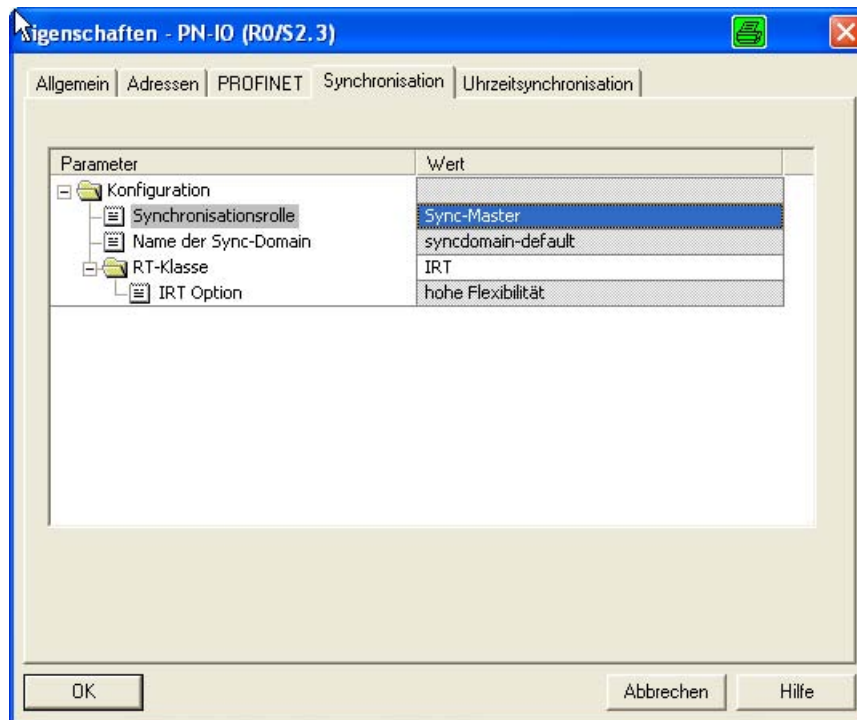 Eigenschaften - PN-IO (R0/S2.3)
Allgemein Adressen PROFINET Synchronisation Uhrzeitsynchronisation
Parameter Wert
Konfiguration
Synchronisationsrolle Sync-Master
Name der Sync-Domain syncdomain-default
RT-Klasse IRT
IRT Option hohe Flexibilität
OK Abbrechen Hilfe